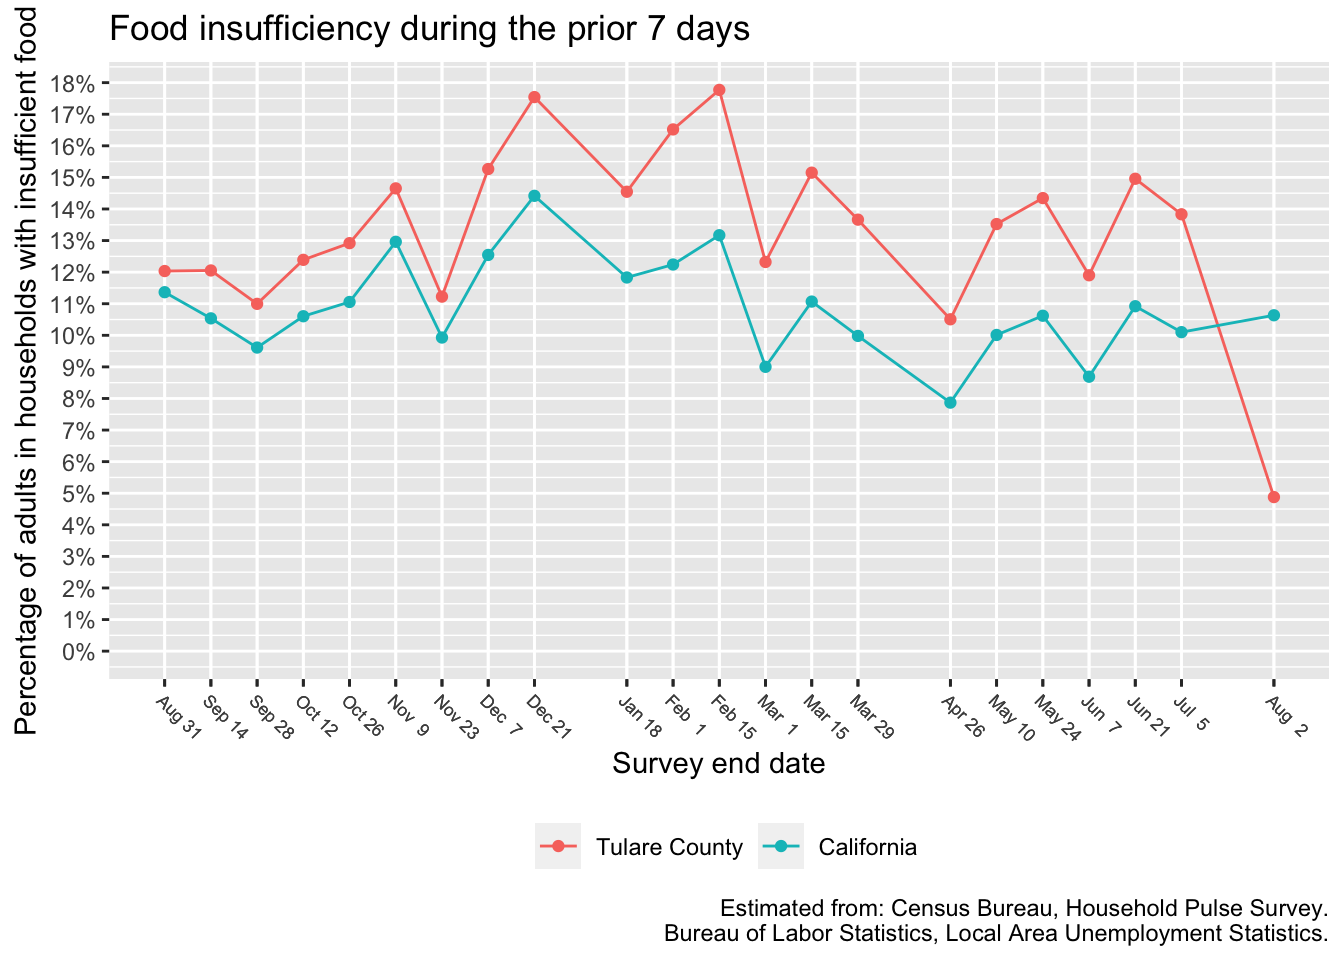 Food insufficiency during the prior 7 days
Percentage of adults in households with insufficient food
18%
17%
16%
15%
14%
13%
12%
11%
10%
9%
8%
7%
6%
5%
4%
3%
2%
1%
0%
Aug 31
Sep 14
Sep 28
Oct 12
Oct 26
Nov 9
Nov 23
Dec 7
Dec 21
Jan 18
Feb 1
Feb 15
Mar 1
Mar 15
Mar 29
Apr 26
May 10
May 24
Jun 7
Jun 21
Jul 5
Aug 2
Survey end date
Tulare County
California
Estimated from: Census Bureau, Household Pulse Survey.
Bureau of Labor Statistics, Local Area Unemployment Statistics.